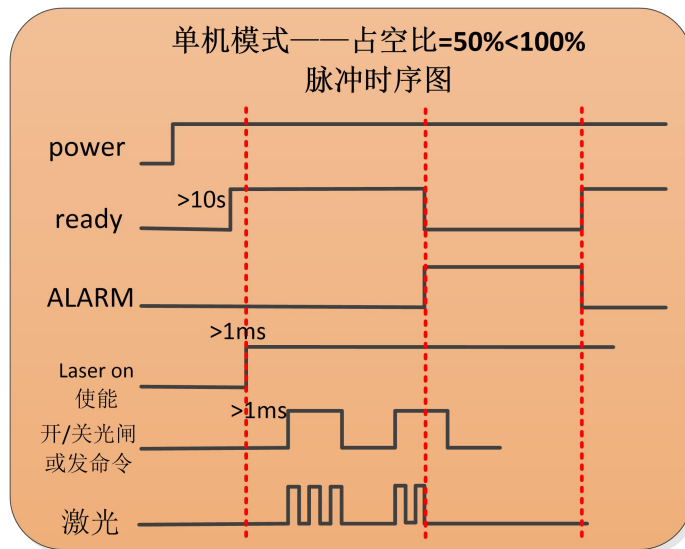 单机模式——占空比=50%<100%
脉冲时序图
power
>10s
ready
ALARM
>1ms
Laser on
使能
>1ms
开/关光闸
或发命令
激光